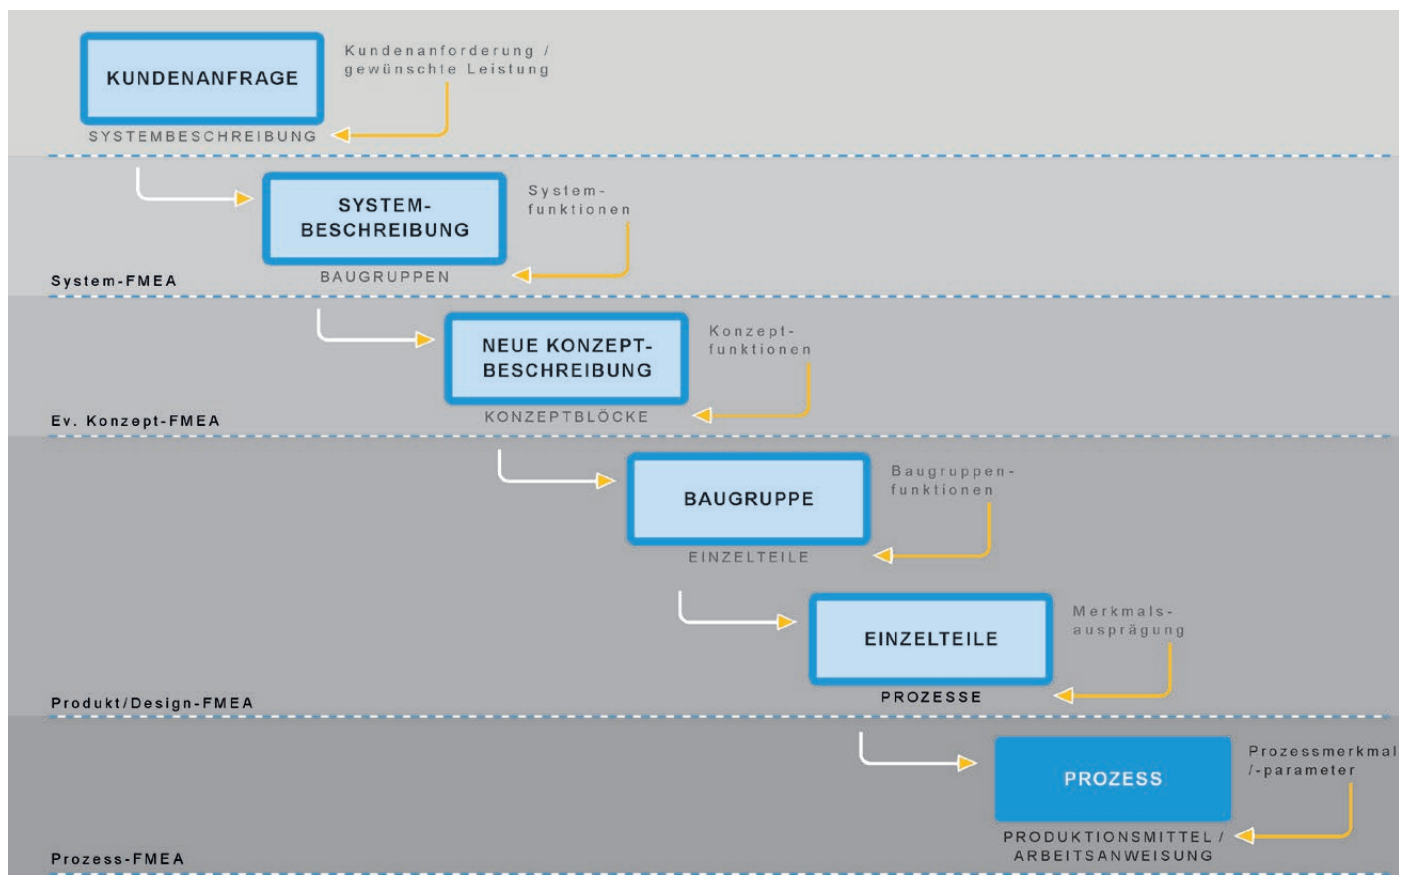 KUNDENANFRAGE
Kundenanforderung /
gewünschte Leistung
SYSTEMBESCHREIBUNG
SYSTEM-
BESCHREIBUNG
System-
funktionen
BAUGRUPPEN
System-FMEA
NEUE KONZEPT-
BESCHREIBUNG
Konzept-
funktionen
KONZEPTBLÖCKE
Ev. Konzept-FMEA
BAUGRUPPE
Baugruppen-
funktionen
EINZELTEILE
EINZELTEILE
Merkmals-
ausprägung
PROZESSE
Produkt/Design-FMEA
PROZESS
Prozessmerkmal
/-parameter
PRODUKTIONSMITTEL /
ARBEITSANWEISUNG
Prozess-FMEA